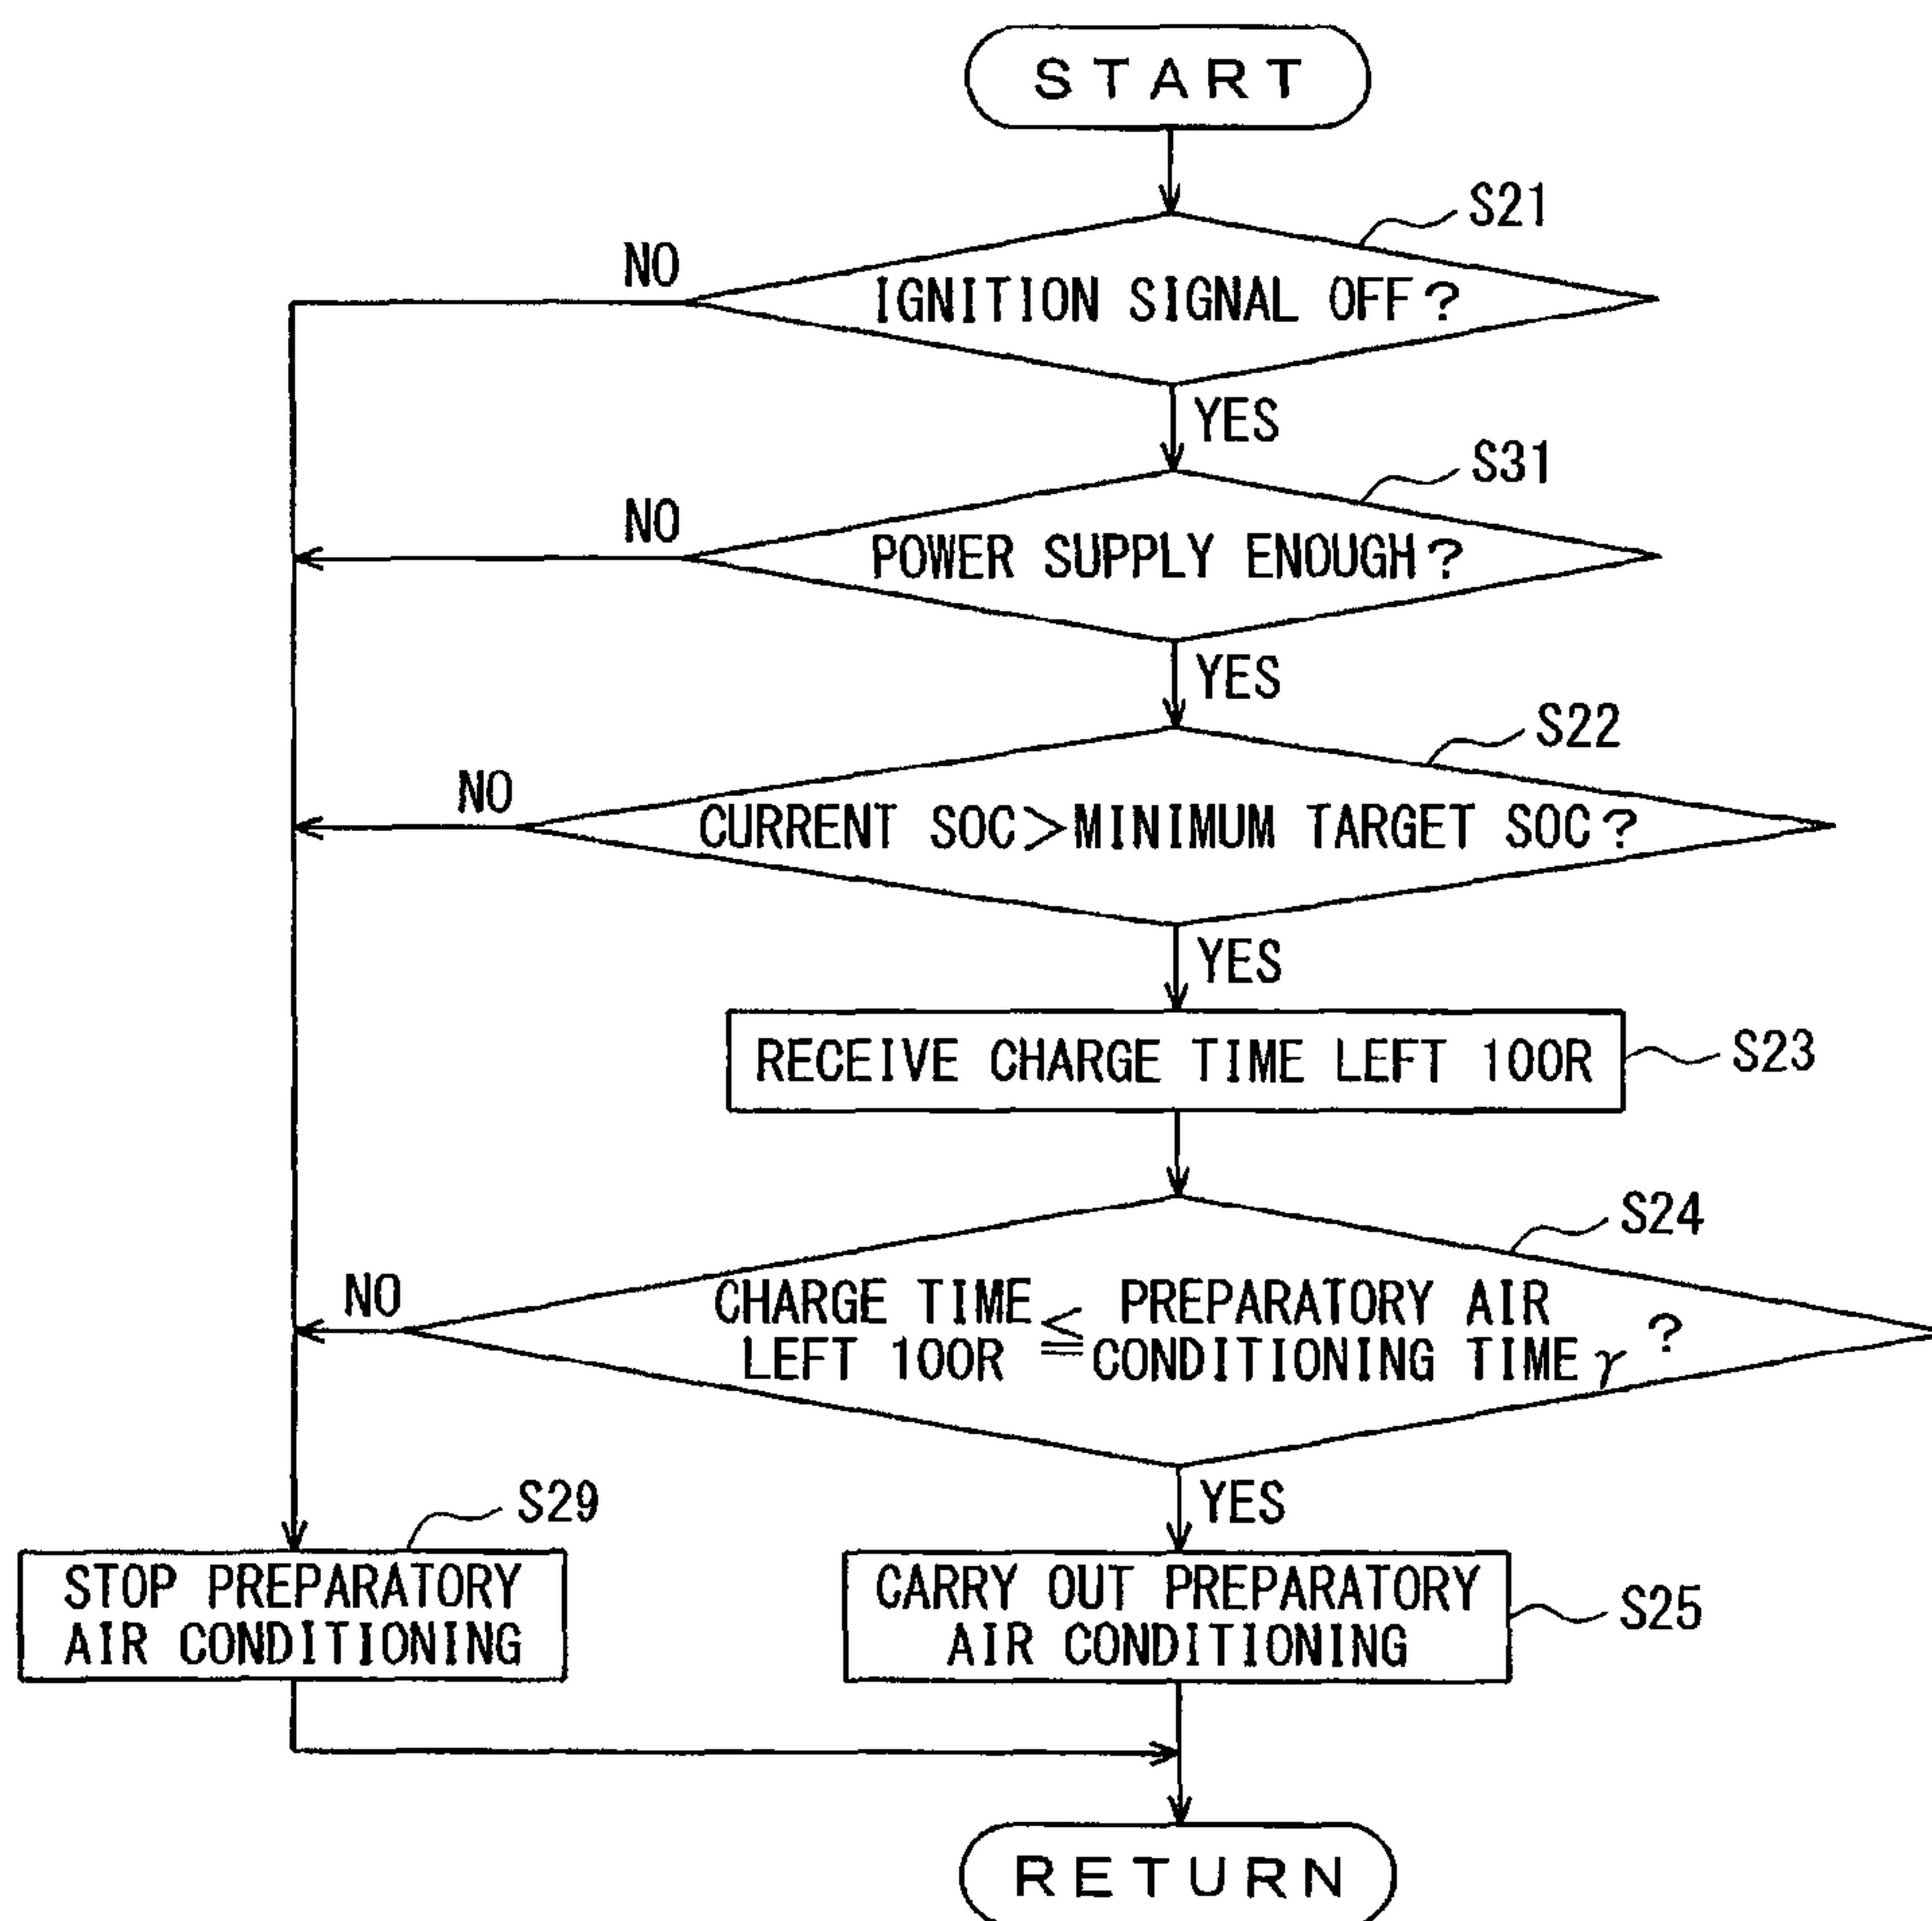 START
S21
NO
IGNITION SIGNAL OFF?
YES
S31
NO
POWER SUPPLY ENOUGH?
YES
S22
NO
CURRENT SOC>MINIMUM TARGET SOC?
YES
RECEIVE CHARGE TIME LEFT 100R
S23
S24
NO
CHARGE TIME
LEFT 100R
≦
PREPARATORY AIR
CONDITIONING TIME γ
?
YES
S29
STOP PREPARATORY
AIR CONDITIONING
CARRY OUT PREPARATORY
AIR CONDITIONING
S25
RETURN